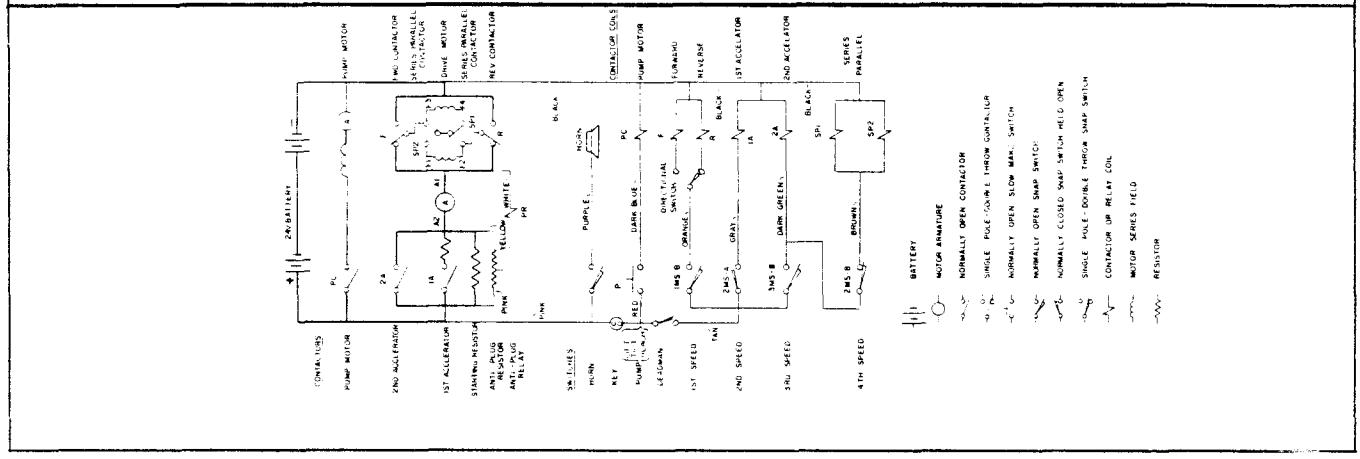 24V BATTERY
+
CONTACTORS
PUMP MOTOR
2ND ACCLERATOR
1ST ACCLERATOR
STARTING RESISTOR
ANTI-PLUG
RESISTOR
ANTI-PLUG
RELAY
2A
1A
A2
A
A1
PINK
YELLOW
WHITE
PR
F
SP2
SP1
R
A
PUMP MOTOR
FWD CONTACTOR
SERIES PARALLEL
CONTACTOR
DRIVE MOTOR
SERIES-PARALLEL
CONTACTOR
REV CONTACTOR
PINK
BLACK
SWITCHES
CONTACTOR COILS
HORN
PURPLE
HORN
KEY
PUMP
RED
P
DARK BLUE
PC
PUMP MOTOR
DEADMAN
DIRECTIONAL
SWITCH
1ST SPEED
1MS-B
ORANGE
F
FORWARD
R
REVERSE
BLACK
TAN
2ND SPEED
2MS-A
GRAY
1A
1ST ACCELATOR
3RD SPEED
3MS-B
DARK GREEN
2A
2ND ACCELATOR
BLACK
4TH SPEED
2MS-B
BROWN
SP1
SP2
SERIES
PARALLEL
BATTERY
MOTOR ARMATURE
NORMALLY OPEN CONTACTOR
SINGLE POLE-DOUBLE THROW CONTACTOR
NORMALLY OPEN SLOW MAKE SWITCH
NORMALLY OPEN SNAP SWITCH
NORMALLY CLOSED SNAP SWITCH HELD OPEN
SINGLE POLE-DOUBLE THROW SNAP SWITCH
CONTACTOR OR RELAY COIL
MOTOR SERIES FIELD
RESISTOR